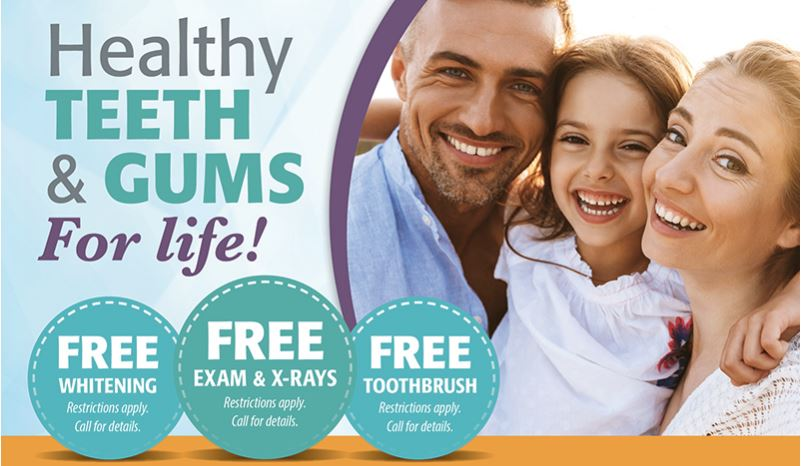 Healthy
TEETH
& GUMS
For life!
FREE
WHITENING
Restrictions apply.
Call for details.
FREE
EXAM & X-RAYS
Restrictions apply.
Call for details.
FREE
TOOTHBRUSH
Restrictions apply.
Call for details.